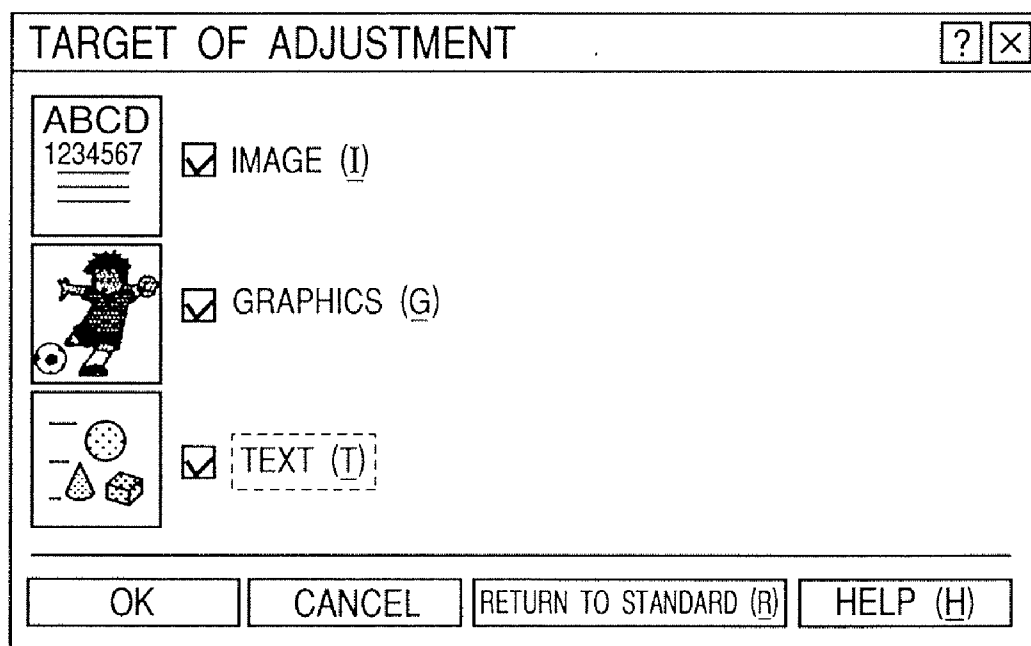 TARGET OF ADJUSTMENT ? ×
ABCD
1234567
IMAGE (I)
GRAPHICS (G)
TEXT (T)
OK CANCEL RETURN TO STANDARD (R) HELP (H)